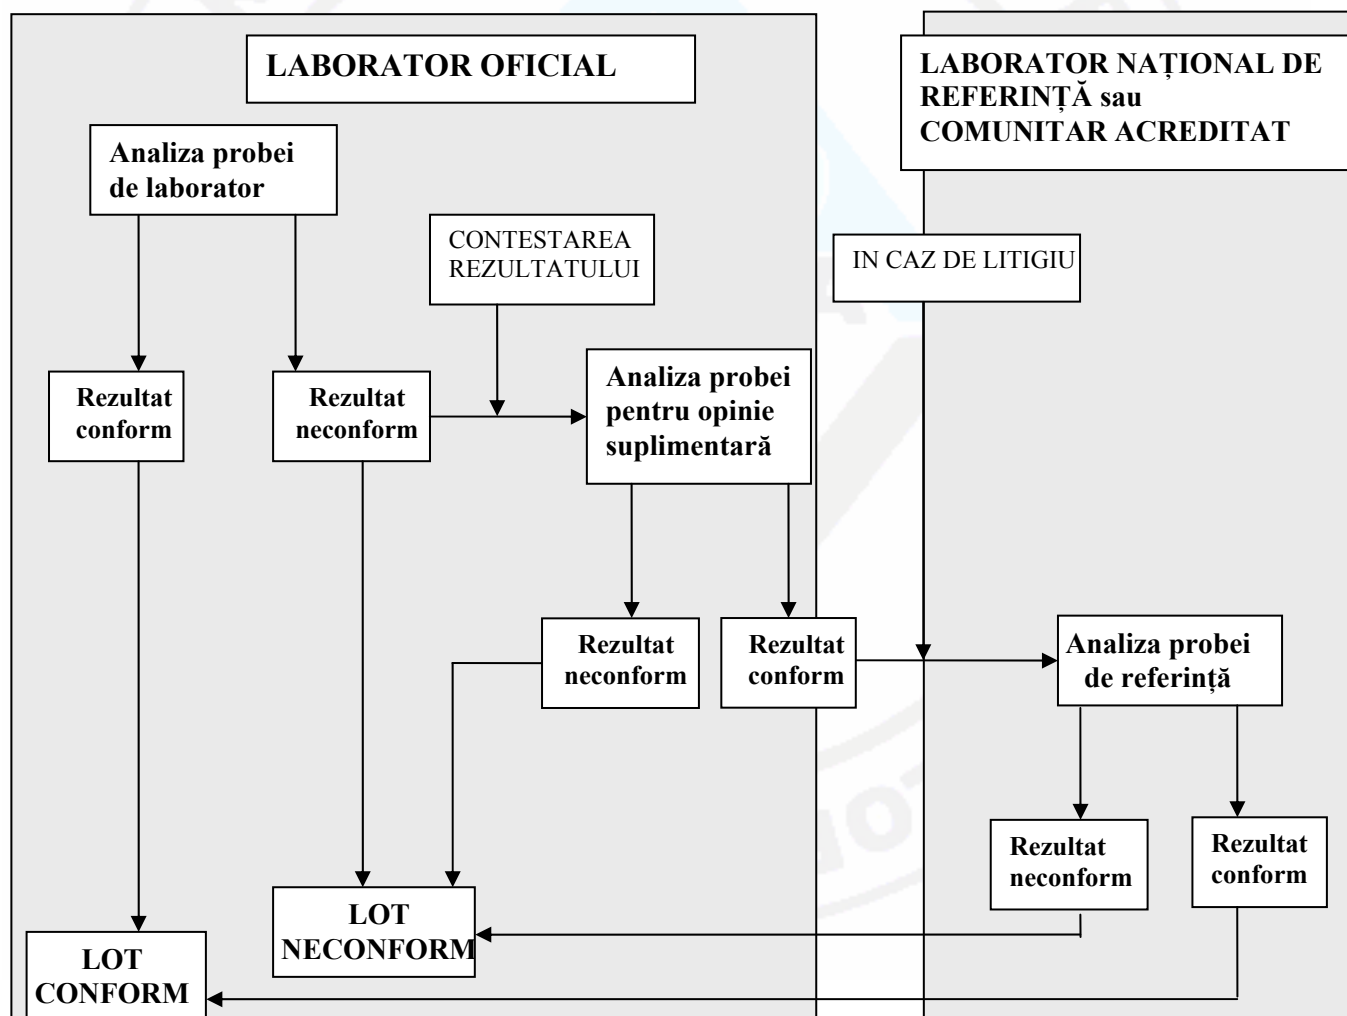 LABORATOR OFICIAL
LABORATOR NAȚIONAL DE
REFERINȚĂ sau
COMUNITAR ACREDITAT
Analiza probei
de laborator
CONTESTAREA
REZULTATULUI
IN CAZ DE LITIGIU
Rezultat
conform
Rezultat
neconform
Analiza probei
pentru opinie
suplimentară
Rezultat
neconform
Rezultat
conform
Analiza probei
de referință
Rezultat
neconform
Rezultat
conform
LOT
NECONFORM
LOT
CONFORM